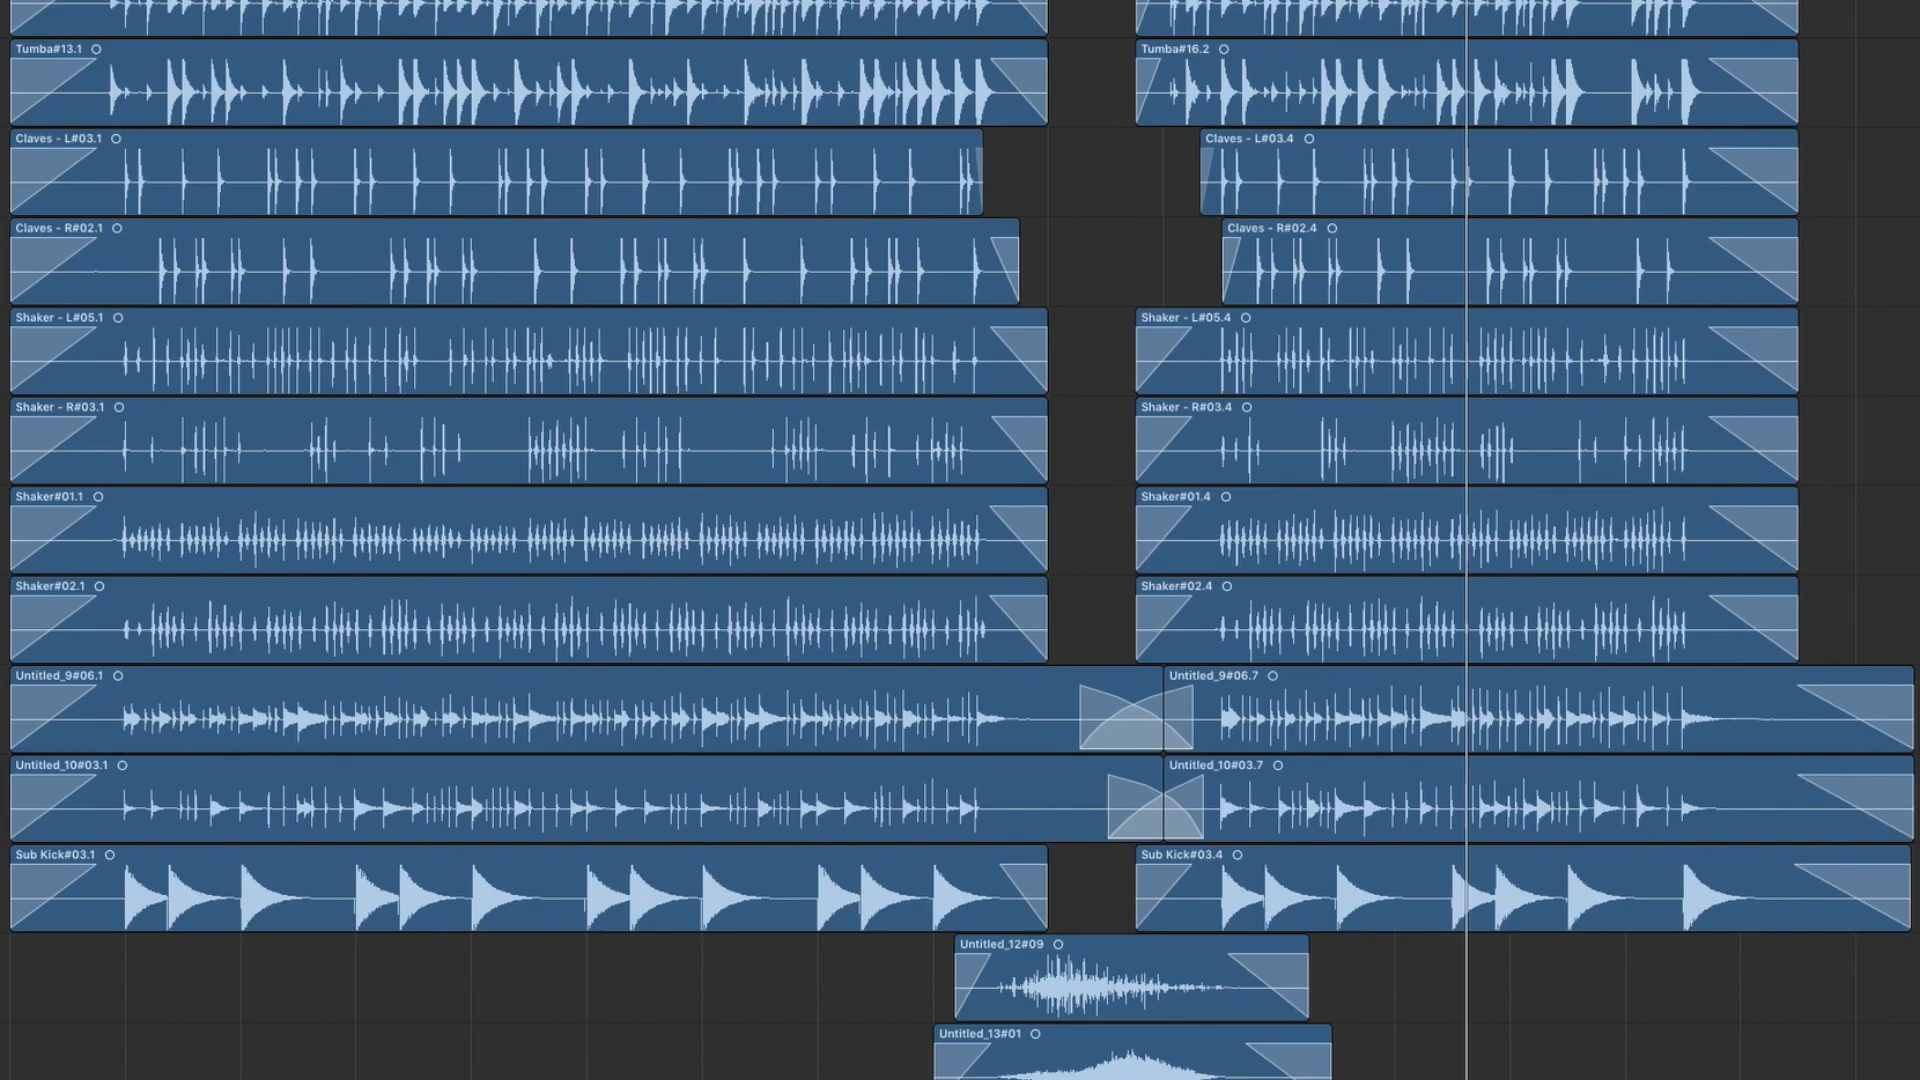 Tumba#13.1
Tumba#16.2
Claves - L#03.1
Claves - L#03.4
Claves - R#02.1
Claves - R#02.4
Shaker - L#05.1
Shaker - L#05.4
Shaker - R#03.1
Shaker - R#03.4
Shaker#01.1
Shaker#01.4
Shaker#02.1
Shaker#02.4
Untitled_9#06.1
Untitled_9#06.7
Untitled_10#03.1
Untitled_10#03.7
Sub Kick#03.1
Sub Kick#03.4
Untitled_12#09
Untitled_13#01